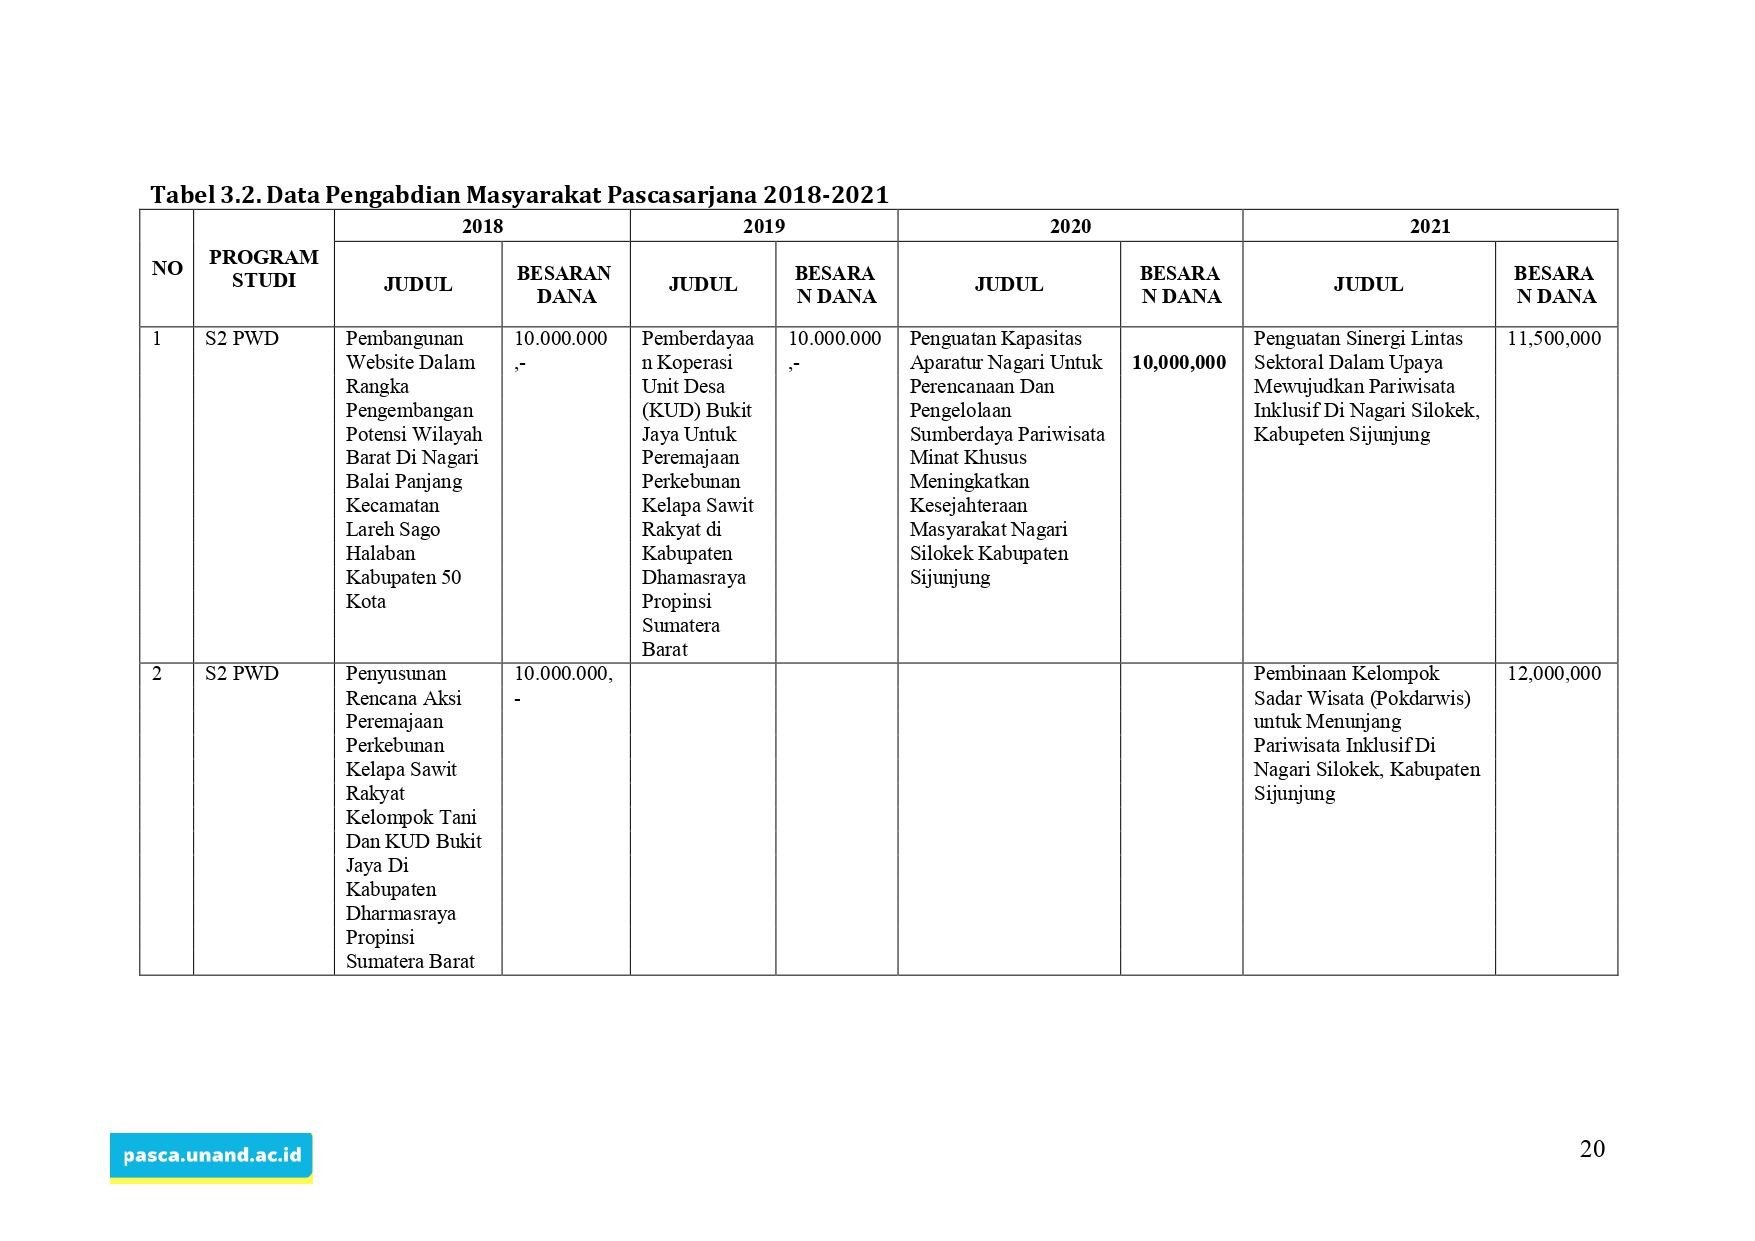 Tabel 3.2. Data Pengabdian Masyarakat Pascasarjana 2018-2021
NO
PROGRAM
STUDI
2018
2019
2020
2021
JUDUL
BESARAN
DANA
JUDUL
BESARA
N DANA
JUDUL
BESARA
N DANA
JUDUL
BESARA
N DANA
1
S2 PWD
Pembangunan
Website Dalam
Rangka
Pengembangan
Potensi Wilayah
Barat Di Nagari
Balai Panjang
Kecamatan
Lareh Sago
Halaban
Kabupaten 50
Kota
10.000.000
,-
Pemberdayaa
n Koperasi
Unit Desa
(KUD) Bukit
Jaya Untuk
Peremajaan
Perkebunan
Kelapa Sawit
Rakyat di
Kabupaten
Dhamasraya
Propinsi
Sumatera
Barat
10.000.000
,-
Penguatan Kapasitas
Aparatur Nagari Untuk
Perencanaan Dan
Pengelolaan
Sumberdaya Pariwisata
Minat Khusus
Meningkatkan
Kesejahteraan
Masyarakat Nagari
Silokek Kabupaten
Sijunjung
10,000,000
Penguatan Sinergi Lintas
Sektoral Dalam Upaya
Mewujudkan Pariwisata
Inklusif Di Nagari Silokek,
Kabupeten Sijunjung
11,500,000
2
S2 PWD
Penyusunan
Rencana Aksi
Peremajaan
Perkebunan
Kelapa Sawit
Rakyat
Kelompok Tani
Dan KUD Bukit
Jaya Di
Kabupaten
Dharmasraya
Propinsi
Sumatera Barat
10.000.000,
-
Pembinaan Kelompok
Sadar Wisata (Pokdarwis)
untuk Menunjang
Pariwisata Inklusif Di
Nagari Silokek, Kabupaten
Sijunjung
12,000,000
pasca.unand.ac.id
20